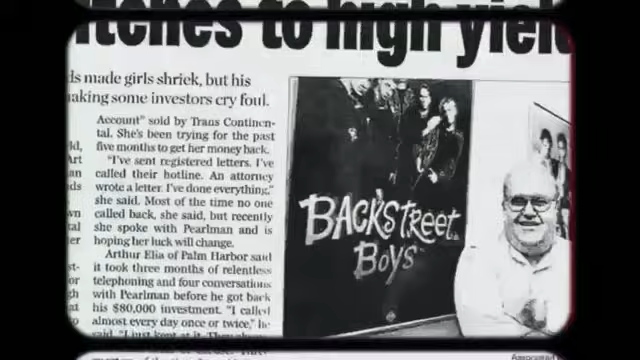 itches to high yield
ds made girls shriek, but his
aking some investors cry foul.
Account" sold by Trans Continen-
tal. She's been trying for the past
five months to get her money back.
"I've sent registered letters. I've
called their hotline. An attorney
wrote a letter. I've done everything,"
she said. Most of the time no one
called back, she said, but recently
she spoke with Pearlman and is
hoping her luck will change.
Arthur Elia of Palm Harbor said
it took three months of relentless
telephoning and four conversations
with Pearlman before he got back
his $80,000 investment. "I called
almost every day once or twice," he
said. "I just kept at it.
BACKSTREET
BOYS